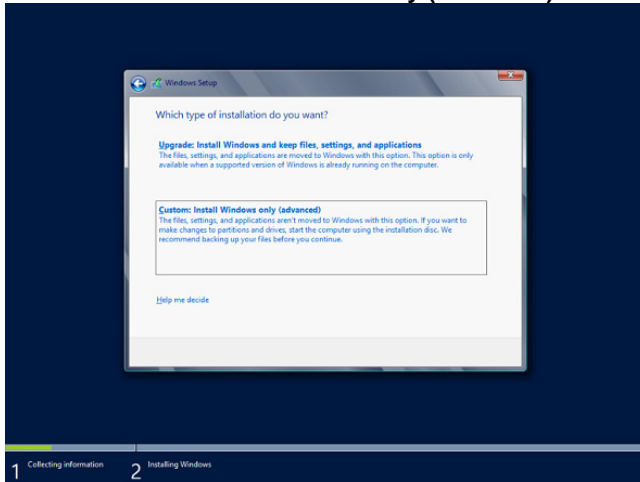 Windows Setup
Which type of installation do you want?
Upgrade: Install Windows and keep files, settings, and applications
The files, settings, and applications are moved to Windows with this option. This option is only
available when a supported version of Windows is already running on the computer.
Custom: Install Windows only (advanced)
The files, settings, and applications aren't moved to Windows with this option. If you want to
make changes to partitions and drives, start the computer using the installation disc. We
recommend backing up your files before you continue.
Help me decide
1 Collecting information 2 Installing Windows